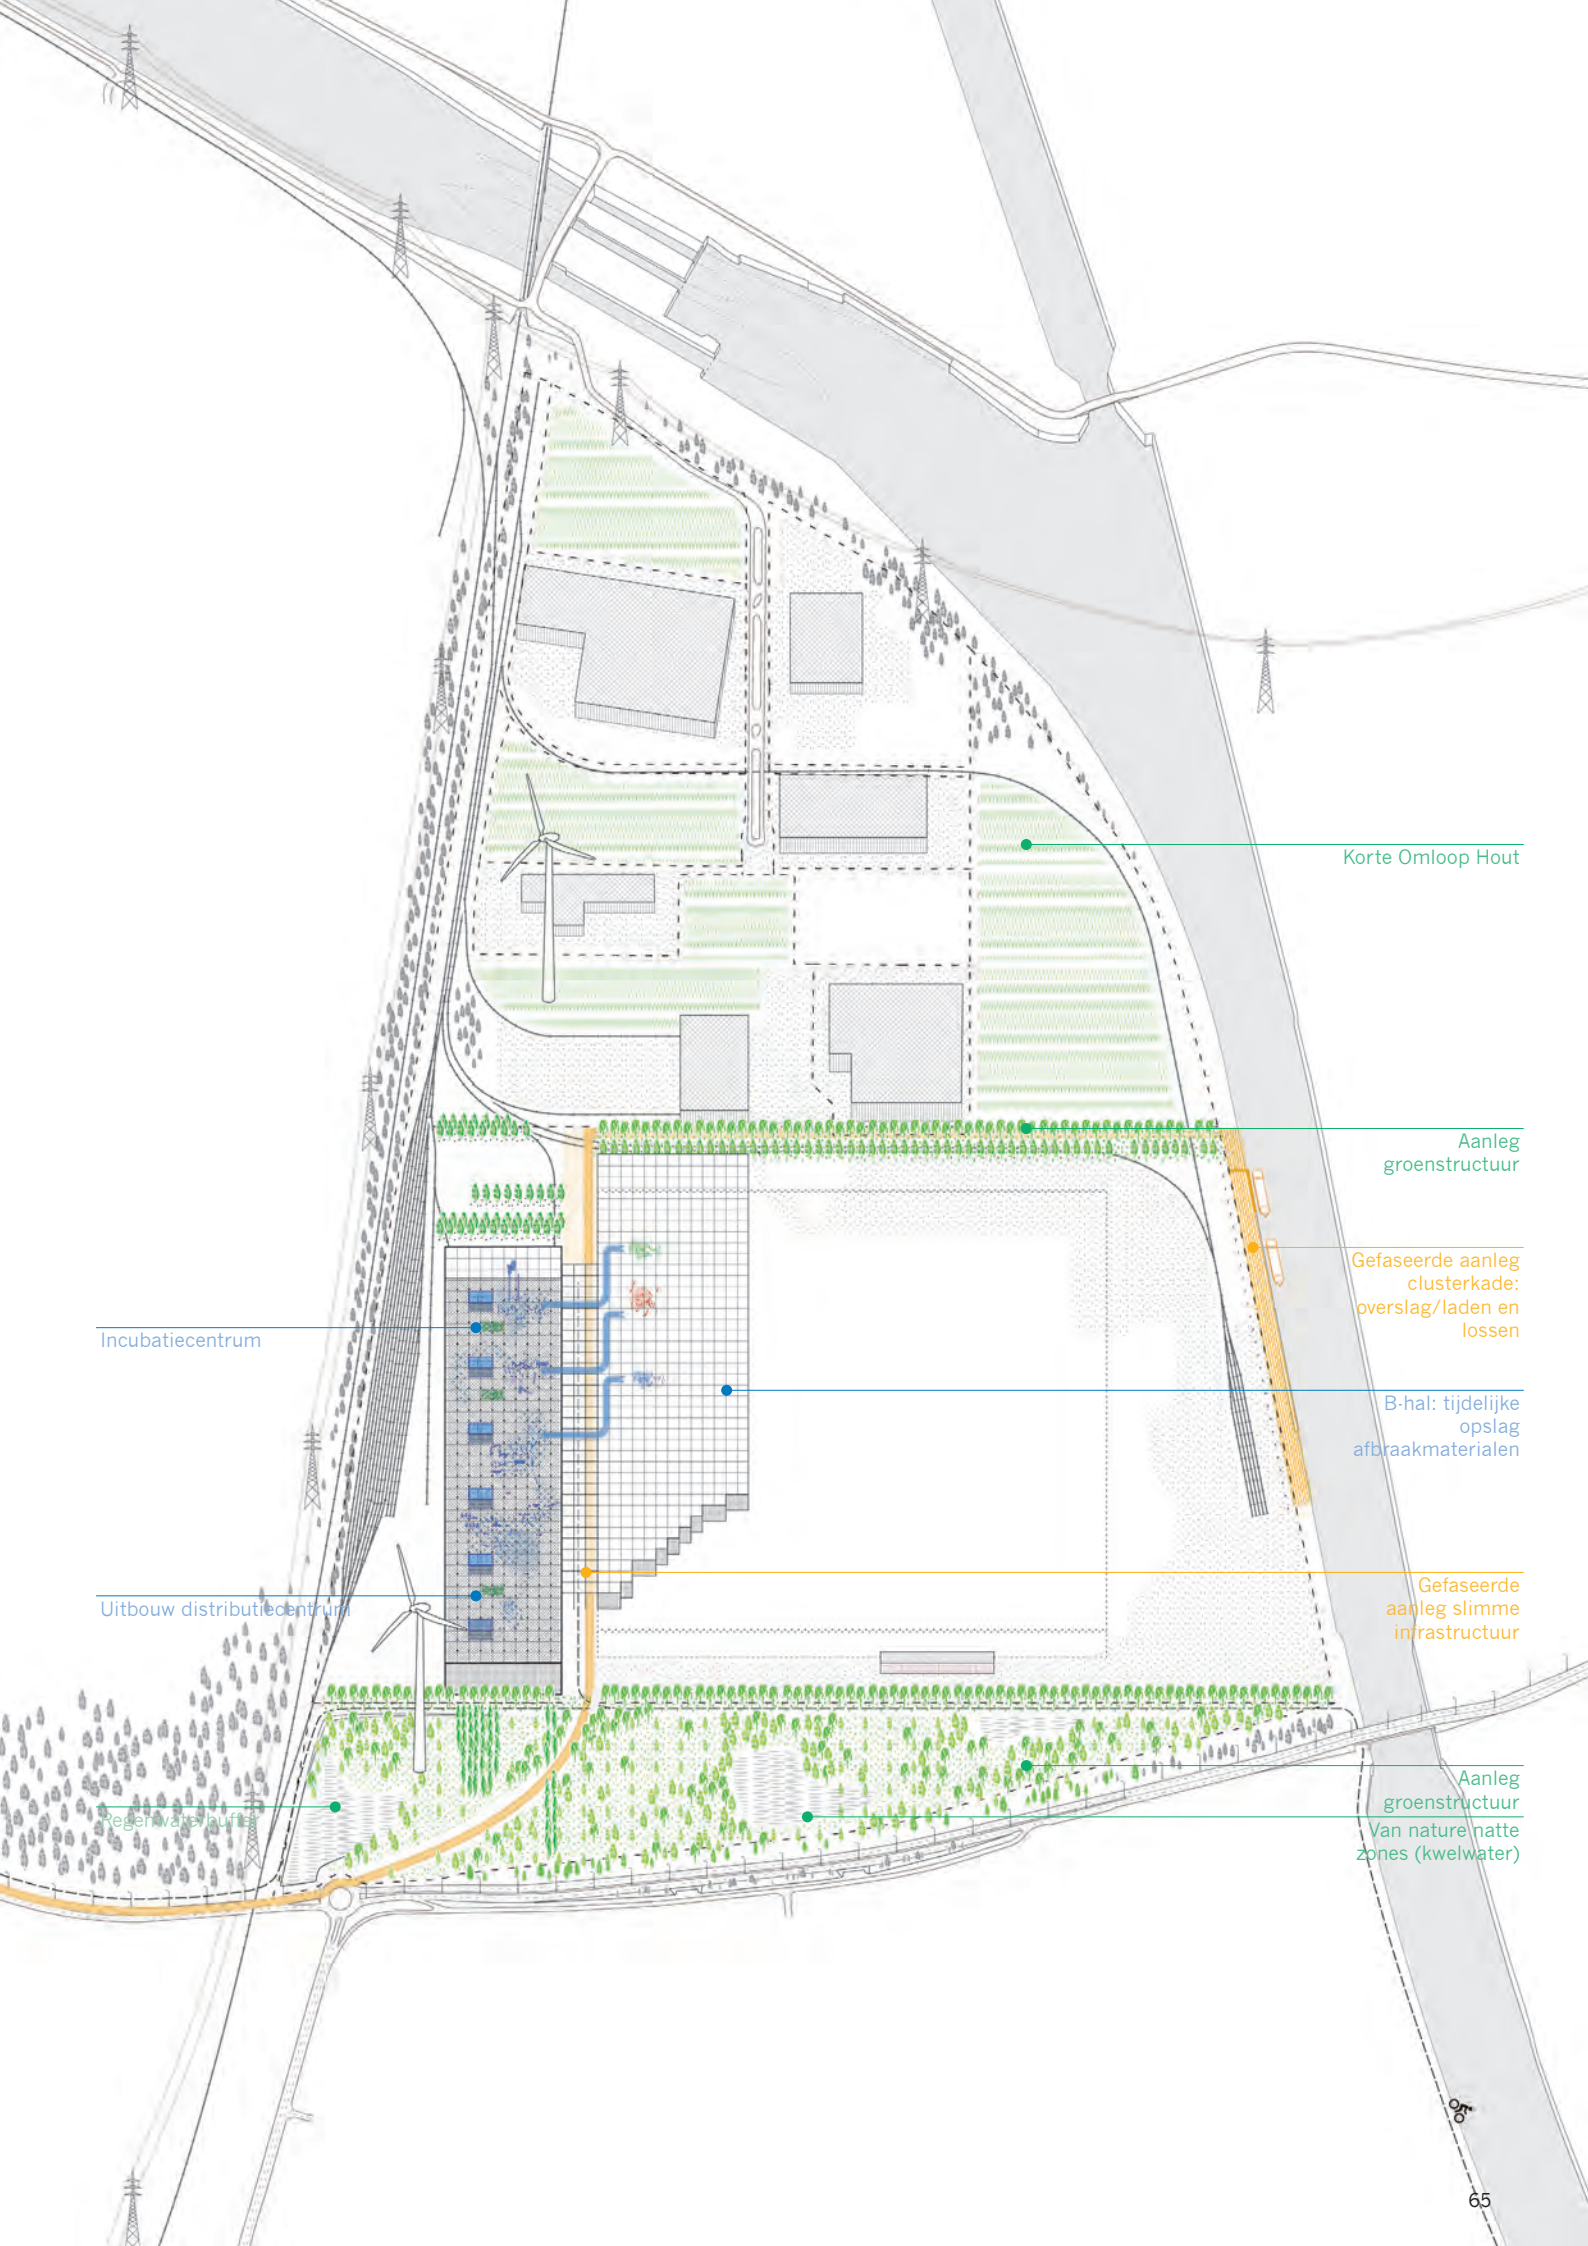 Korte Omloop Hout
Aanleg
groenstructuur
Gefaseerde aanleg
clusterkade:
overslag/laden en
lossen
Incubatiecentrum
B-hal: tijdelijke
opslag
afbraakmaterialen
Gefaseerde
aanleg slimme
infrastructuur
Uitbouw distributiecentrum
Aanleg
groenstructuur
Regenwaterbuffer
Van nature natte
zones (kwelwater)
65